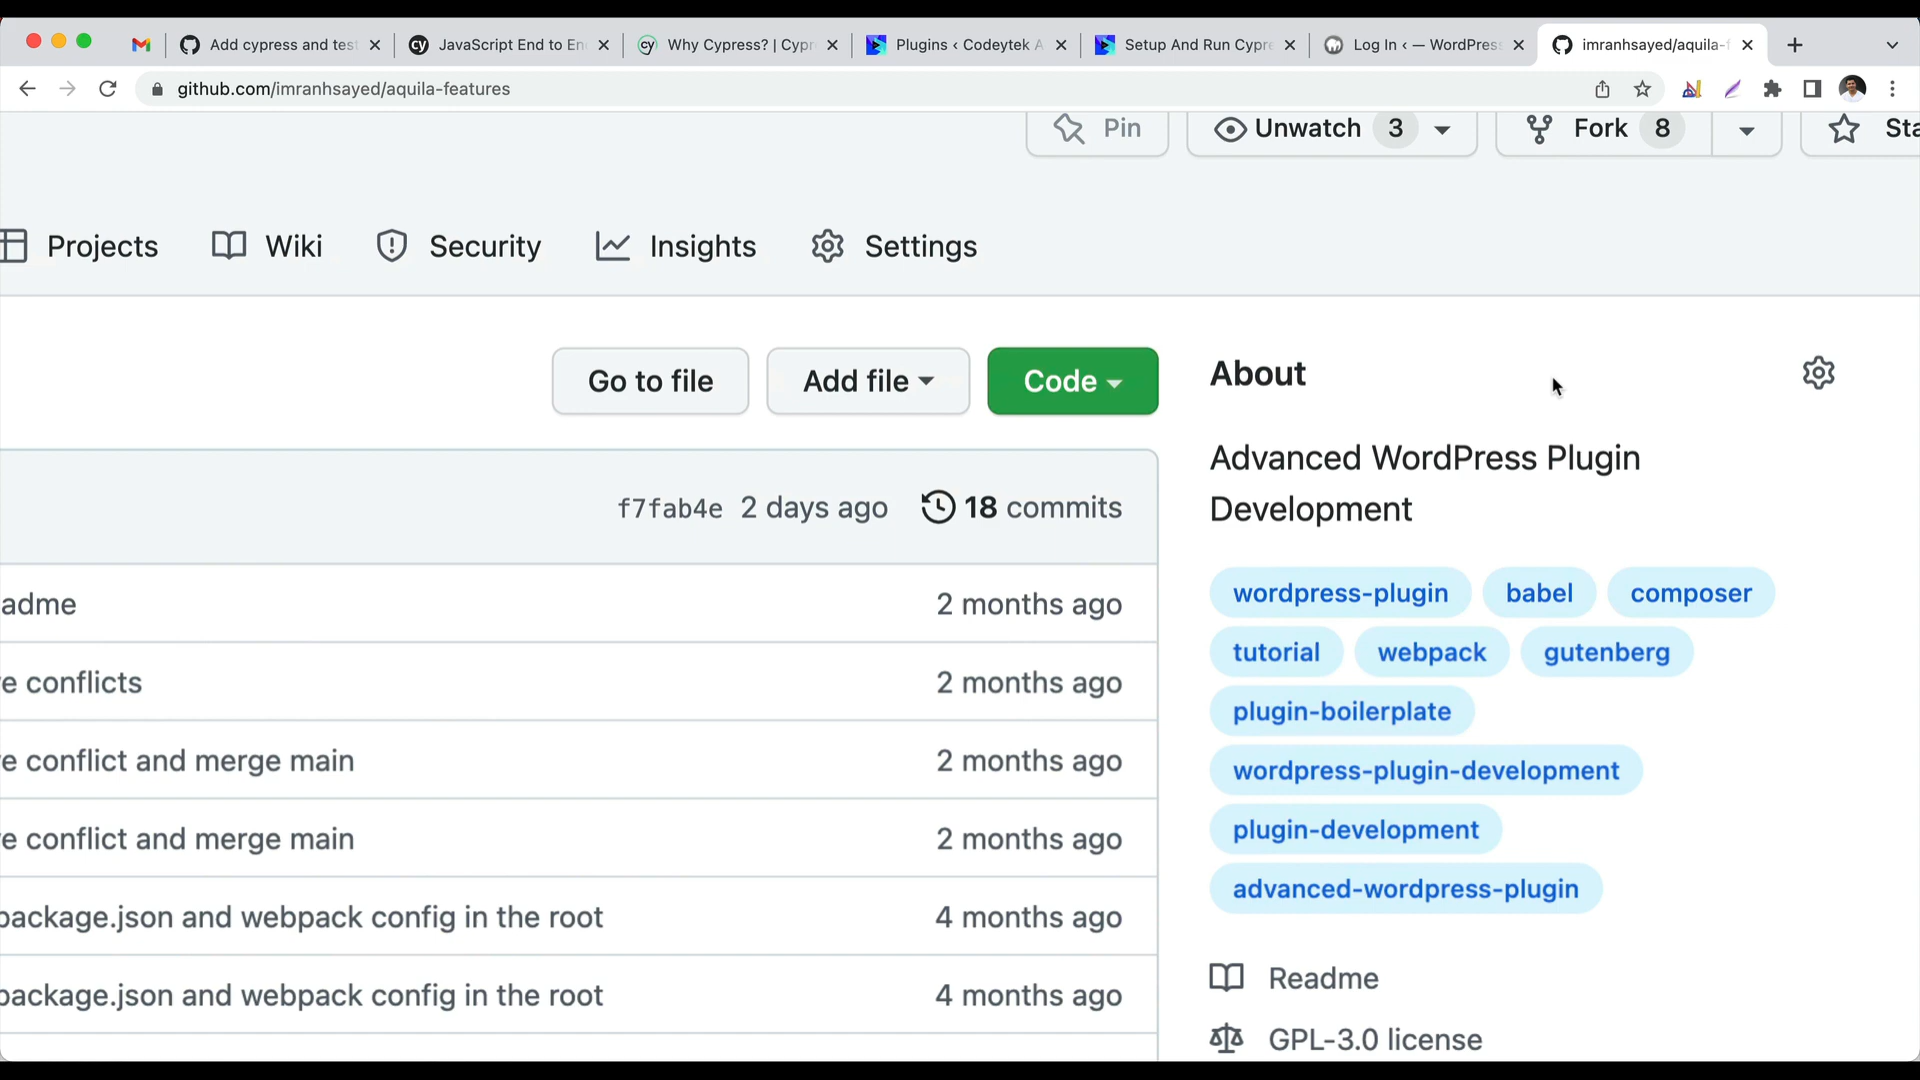 Add cypress and test
JavaScript End to En
Why Cypress? | Cypr
Plugins ‹ Codeytek A
Setup And Run Cypre
Log In ‹ — WordPress
imranhsayed/aquila-f
github.com/imranhsayed/aquila-features
Pin
Unwatch 3
Fork 8
Sta
Projects
Wiki
Security
Insights
Settings
Go to file
Add file
Code
About
Advanced WordPress Plugin
Development
f7fab4e 2 days ago 18 commits
wordpress-plugin babel composer
tutorial webpack gutenberg
plugin-boilerplate
wordpress-plugin-development
plugin-development
advanced-wordpress-plugin
adme 2 months ago
e conflicts 2 months ago
e conflict and merge main 2 months ago
e conflict and merge main 2 months ago
package.json and webpack config in the root 4 months ago
package.json and webpack config in the root 4 months ago
Readme
GPL-3.0 license